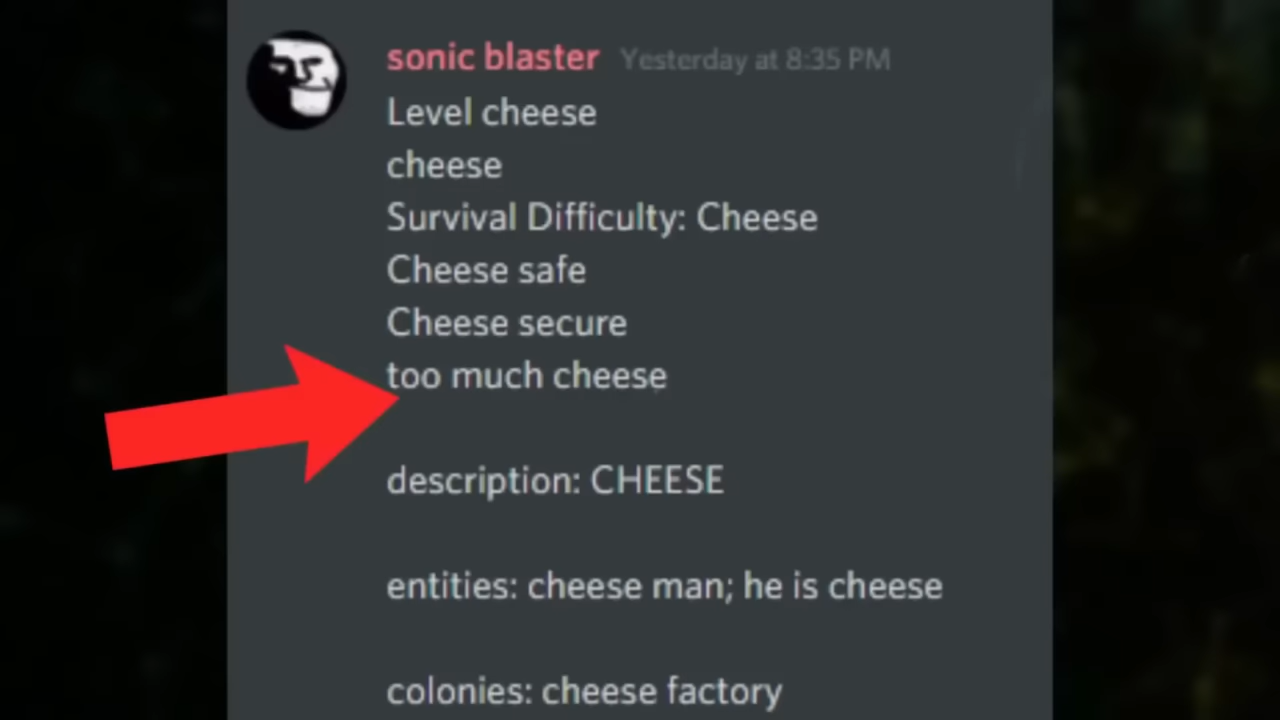 sonic blaster Yesterday at 8:35 PM
Level cheese
cheese
Survival Difficulty: Cheese
Cheese safe
Cheese secure
too much cheese
description: CHEESE
entities: cheese man; he is cheese
colonies: cheese factory